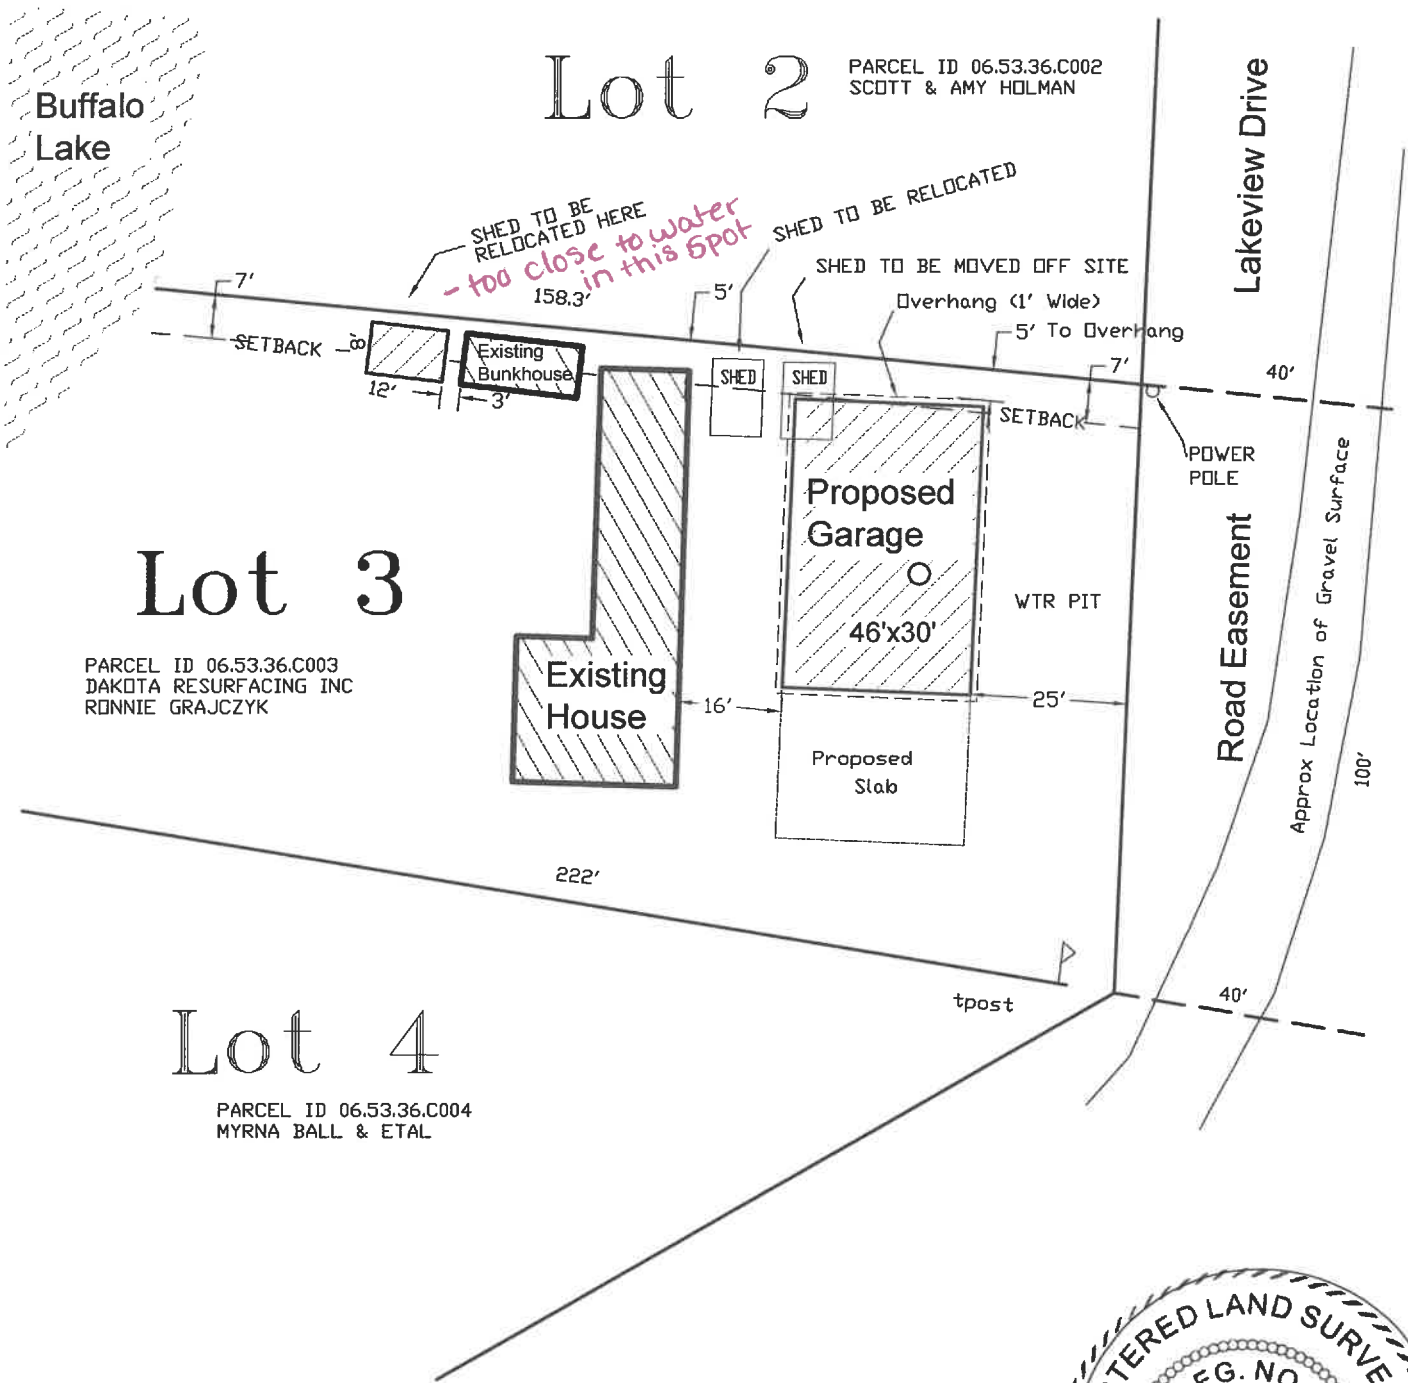 Lot 2
PARCEL ID 06.53.36.C002
SCOTT & AMY HOLMAN
Buffalo
Lake
Lakeview Drive
SHED TO BE
RELOCATED HERE
- too close to water
in this spot
SHED TO BE RELOCATED
SHED TO BE MOVED OFF SITE
Overhang (1' Wide)
5' To Overhang
7'
158.3'
5'
7'
40'
SETBACK
8'
12'
3'
Existing
Bunkhouse
SHED
SHED
SETBACK
POWER
POLE
Proposed
Garage
46'x30'
WTR PIT
Lot 3
PARCEL ID 06.53.36.C003
DAKOTA RESURFACING INC
RONNIE GRAJCZYK
Existing
House
16'
25'
Proposed
Slab
Road Easement
Approx Location of Gravel Surface
100'
222'
tpost
40'
Lot 4
PARCEL ID 06.53.36.C004
MYRNA BALL & ETAL
TERED LAND SURVE
EG. NO